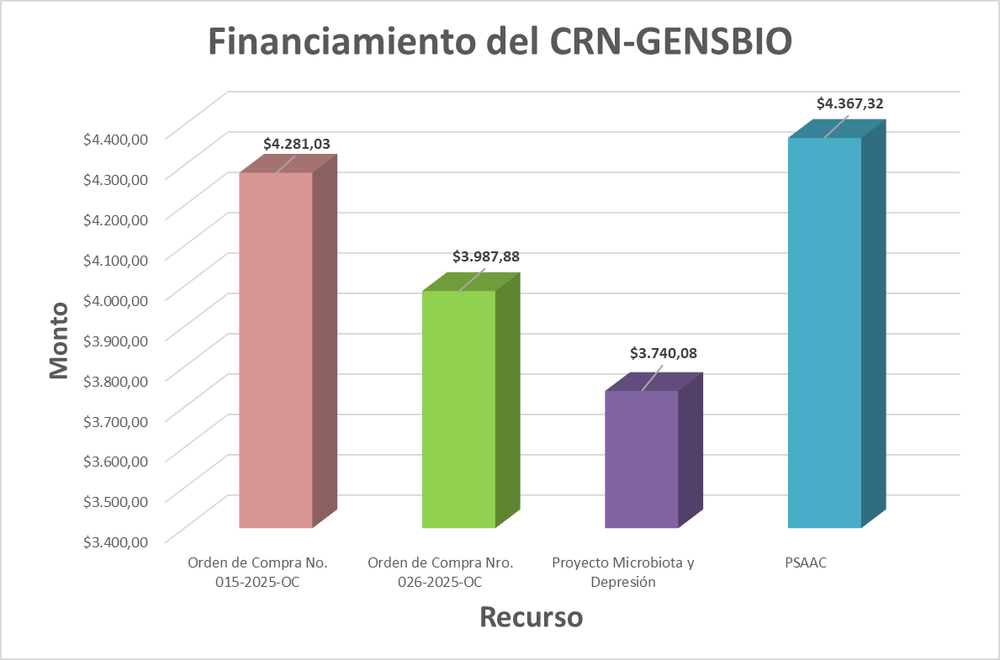 Financiamiento del CRN-GENSBIO
$4.367,32
$4.281,03
$3.987,88
$3.740,08
$4.400,00
$4.300,00
$4.200,00
$4.100,00
$4.000,00
$3.900,00
$3.800,00
$3.700,00
$3.600,00
$3.500,00
$3.400,00
Monto
Orden de Compra No.
015-2025-OC
Orden de Compra Nro.
026-2025-OC
Proyecto Microbiota y
Depresión
PSAAC
Recurso